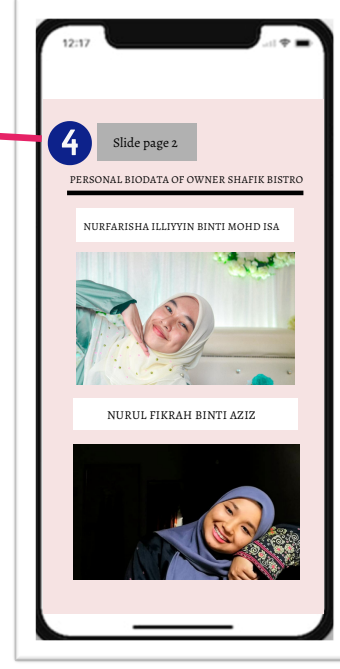 12:17
4
Slide page 2
PERSONAL BIODATA OF OWNER SHAFIK BISTRO
NURFARISHA ILLIYYIN BINTI MOHD ISA
NURUL FIKRAH BINTI AZIZ